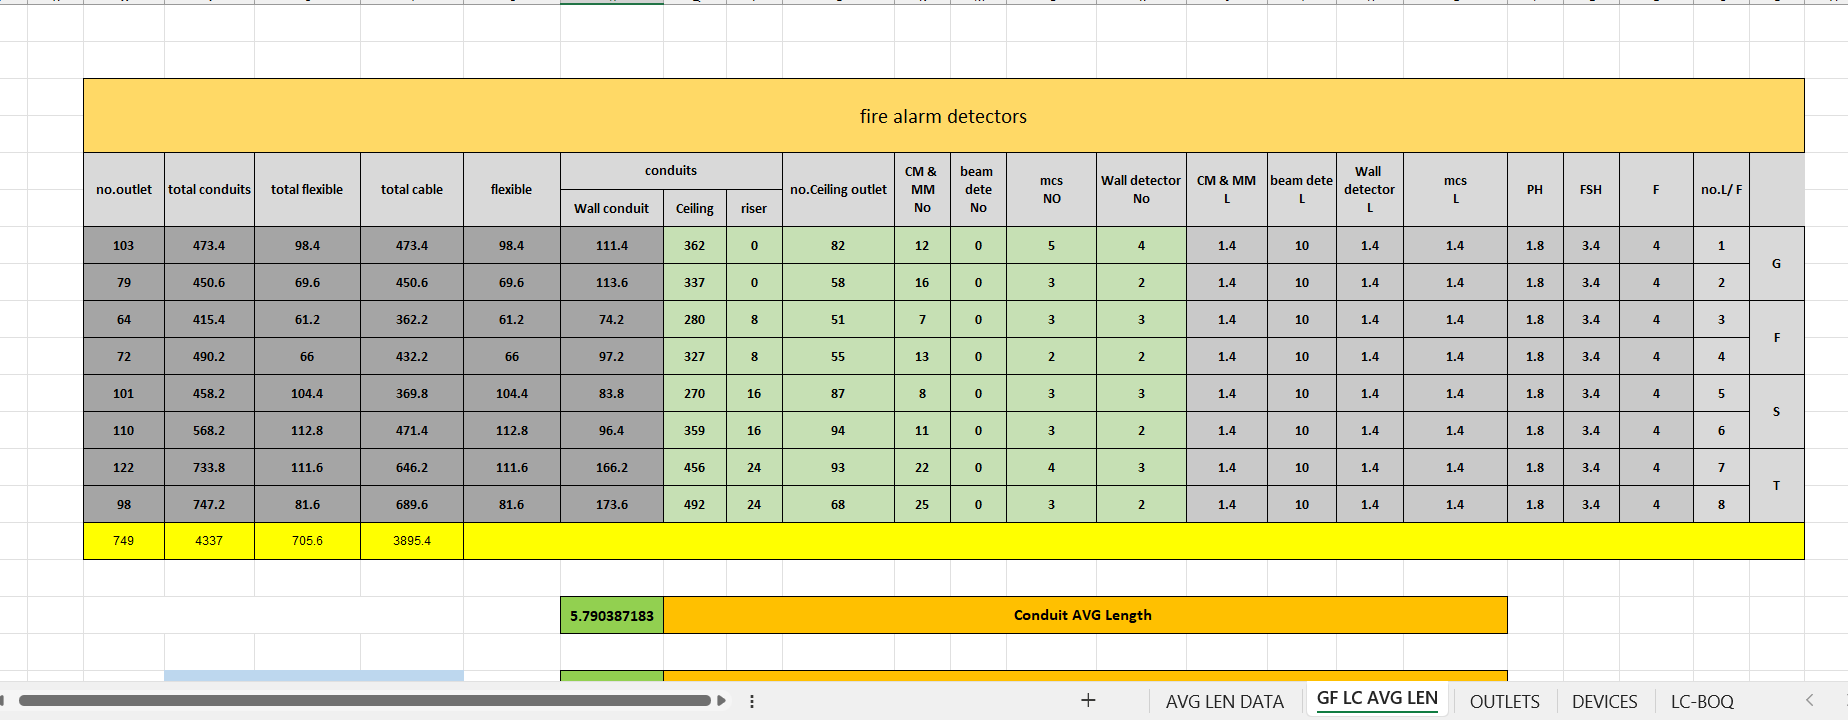 fire alarm detectors
no.outlet total conduits total flexible total cable flexible conduits no.Ceiling outlet CM & MM No beam dete No mcs NO Wall detector No CM & MM L beam dete L Wall detector L mcs L PH FSH F no.L/ F
Wall conduit Ceiling riser
103 473.4 98.4 473.4 98.4 111.4 362 0 82 12 0 5 4 1.4 10 1.4 1.4 1.8 3.4 4 1 G
79 450.6 69.6 450.6 69.6 113.6 337 0 58 16 0 3 2 1.4 10 1.4 1.4 1.8 3.4 4 2
64 415.4 61.2 362.2 61.2 74.2 280 8 51 7 0 3 3 1.4 10 1.4 1.4 1.8 3.4 4 3 F
72 490.2 66 432.2 66 97.2 327 8 55 13 0 2 2 1.4 10 1.4 1.4 1.8 3.4 4 4
101 458.2 104.4 369.8 104.4 83.8 270 16 87 8 0 3 3 1.4 10 1.4 1.4 1.8 3.4 4 5 S
110 568.2 112.8 471.4 112.8 96.4 359 16 94 11 0 3 2 1.4 10 1.4 1.4 1.8 3.4 4 6
122 733.8 111.6 646.2 111.6 166.2 456 24 93 22 0 4 3 1.4 10 1.4 1.4 1.8 3.4 4 7 T
98 747.2 81.6 689.6 81.6 173.6 492 24 68 25 0 3 2 1.4 10 1.4 1.4 1.8 3.4 4 8
749 4337 705.6 3895.4
5.790387183 Conduit AVG Length
AVG LEN DATA GF LC AVG LEN OUTLETS DEVICES LC-BOQ